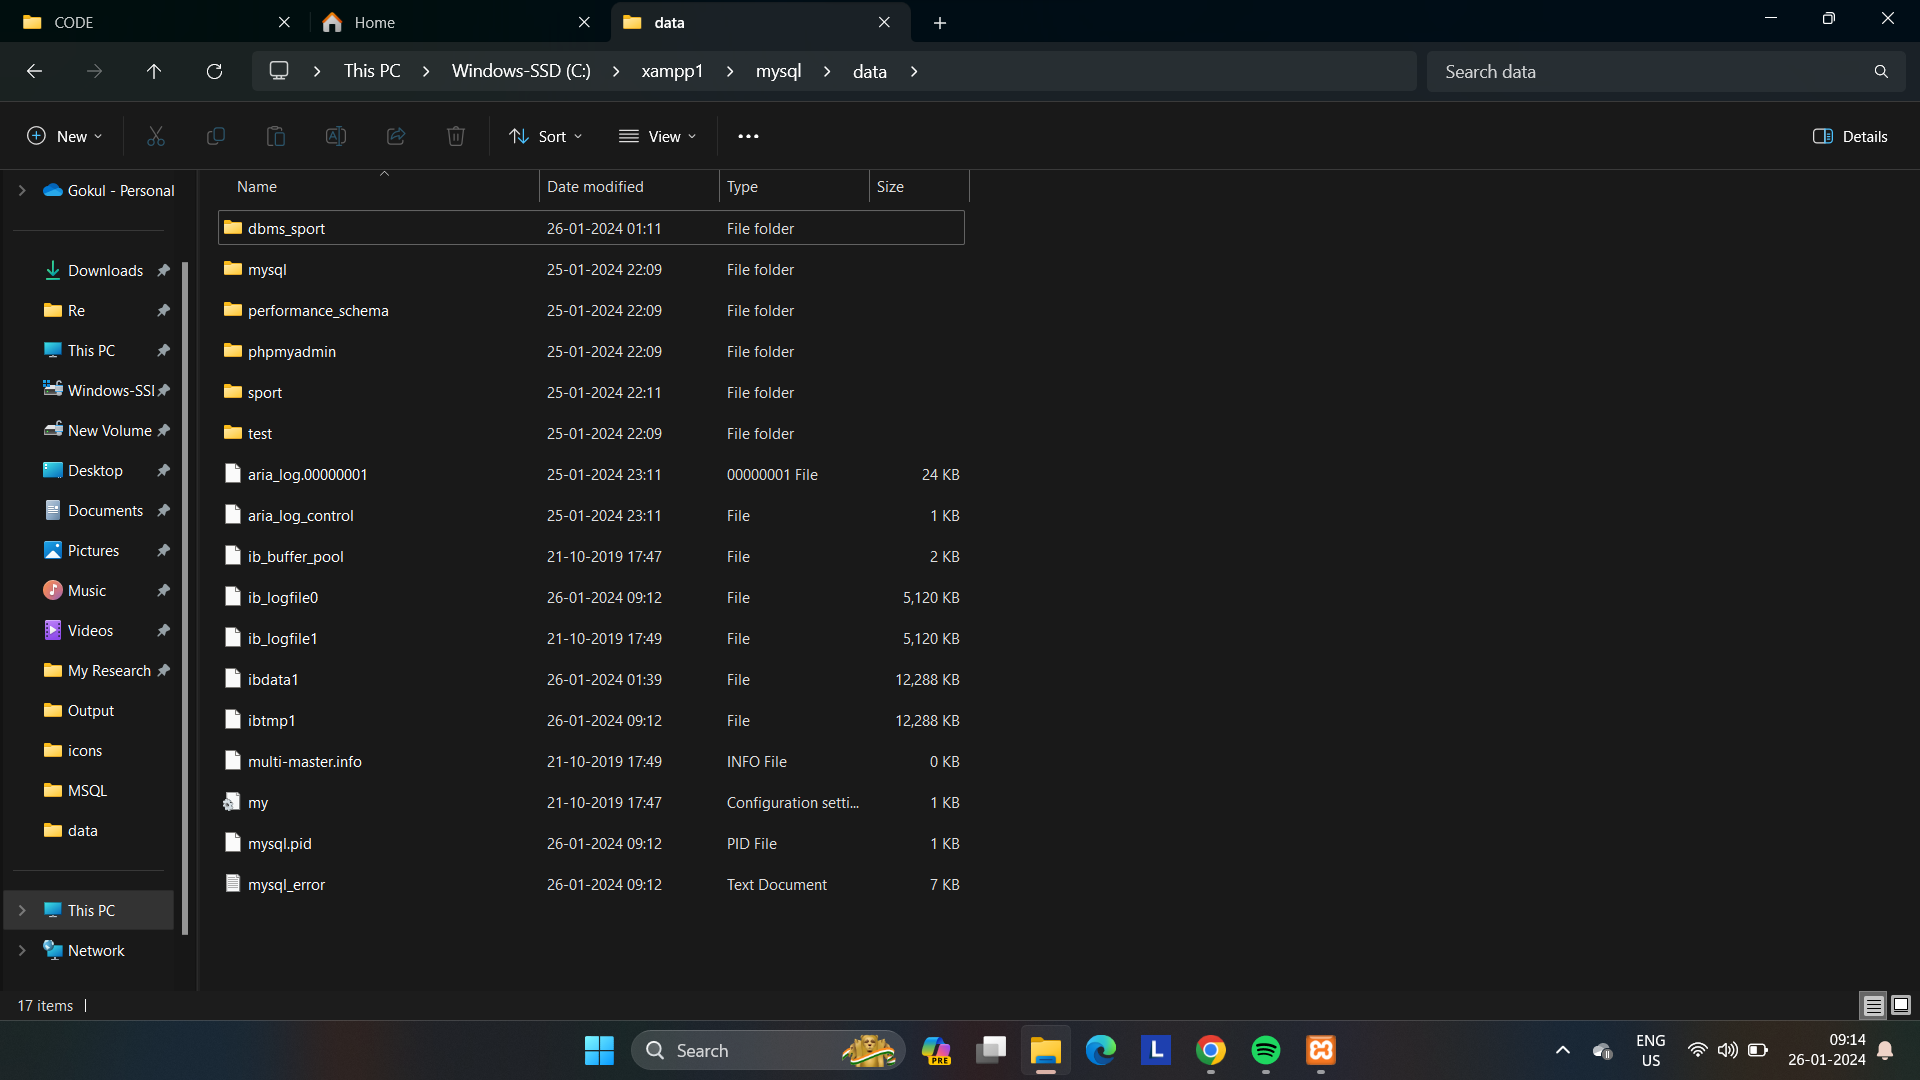 CODE
Home
data
This PC
Windows-SSD (C:)
xampp1
mysql
data
Search data
New
Sort
View
Details
Name
Date modified
Type
Size
Gokul - Personal
Downloads
Re
This PC
Windows-SSI
New Volume
Desktop
Documents
Pictures
Music
Videos
My Research
Output
icons
MSQL
data
This PC
Network
dbms_sport 26-01-2024 01:11 File folder
mysql 25-01-2024 22:09 File folder
performance_schema 25-01-2024 22:09 File folder
phpmyadmin 25-01-2024 22:09 File folder
sport 25-01-2024 22:11 File folder
test 25-01-2024 22:09 File folder
aria_log.00000001 25-01-2024 23:11 00000001 File 24 KB
aria_log_control 25-01-2024 23:11 File 1 KB
ib_buffer_pool 21-10-2019 17:47 File 2 KB
ib_logfile0 26-01-2024 09:12 File 5,120 KB
ib_logfile1 21-10-2019 17:49 File 5,120 KB
ibdata1 26-01-2024 01:39 File 12,288 KB
ibtmp1 26-01-2024 09:12 File 12,288 KB
multi-master.info 21-10-2019 17:49 INFO File 0 KB
my 21-10-2019 17:47 Configuration setti... 1 KB
mysql.pid 26-01-2024 09:12 PID File 1 KB
mysql_error 26-01-2024 09:12 Text Document 7 KB
17 items
Search
PRE
L
ENG
US
09:14
26-01-2024